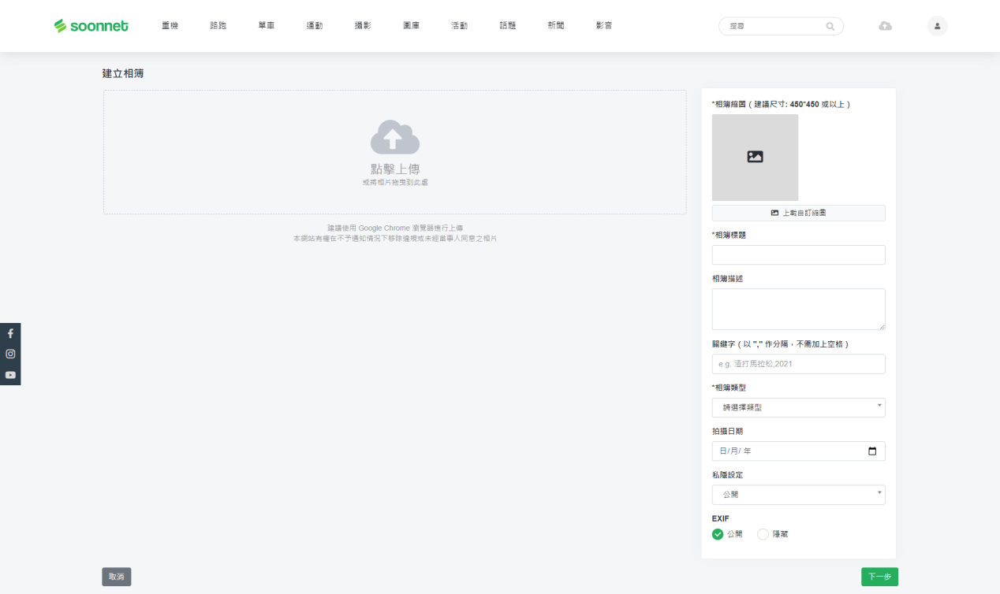 soonnet
重機 路跑 單車 運動 攝影 圖庫 活動 話題 新聞 影音
搜尋
建立相簿
點擊上傳
或將相片拖曳到此處
建議使用 Google Chrome 瀏覽器進行上傳
本網站有權在不予通知情況下移除違規或未經當事人同意之相片
*相簿縮圖 ( 建議尺寸: 450*450 或以上 )
上載自訂縮圖
*相簿標題
相簿描述
關鍵字 ( 以 "," 作分隔，不需加上空格 )
e.g. 渣打馬拉松,2021
*相簿類型
請選擇類型
拍攝日期
日/月/ 年
私隱設定
公開
EXIF
公開 隱藏
取消
下一步